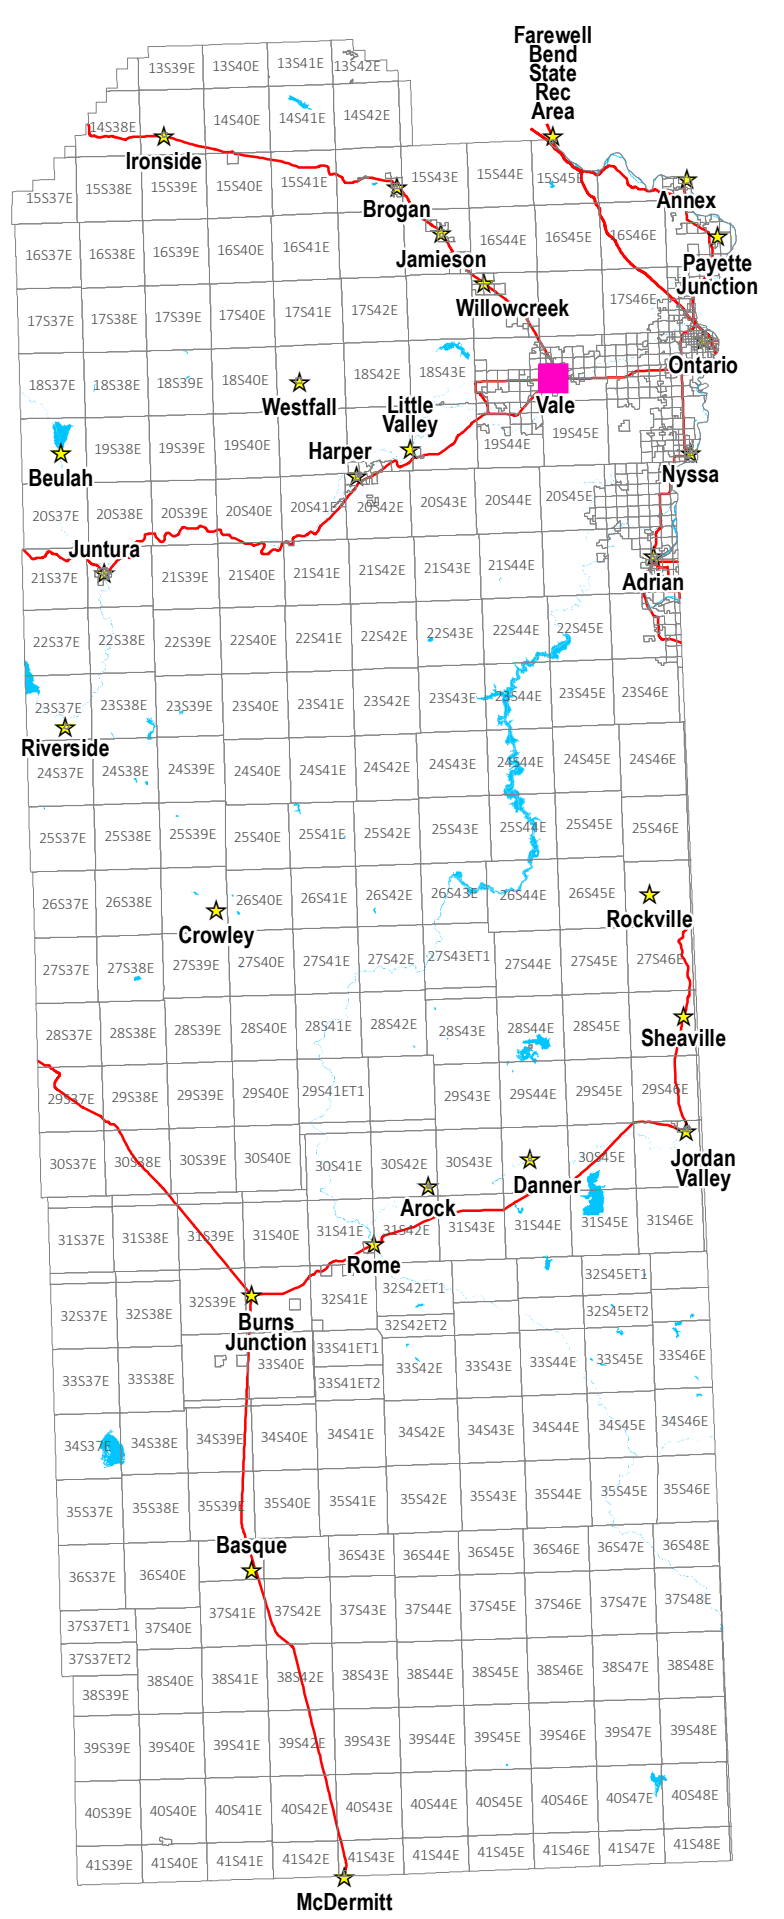 Farewell
Bend
State
Rec
Area
13S39E 13S40E 13S41E 13S42E
14S38E 14S40E 14S41E 14S42E
Ironside
15S37E 15S38E 15S39E 15S40E 15S41E 15S43E 15S44E 15S45E
Annex
Brogan
16S37E 16S38E 16S39E 16S40E 16S41E 16S44E 16S45E 16S46E
Jamieson
Payette
Junction
17S37E 17S38E 17S39E 17S40E 17S41E 17S42E 17S46E
Willowcreek
Ontario
18S37E 18S38E 18S39E 18S40E 18S42E 18S43E
Westfall
Little
Valley
Vale
19S38E 19S39E 19S40E 19S44E 19S45E
Beulah
Harper
Nyssa
20S37E 20S38E 20S39E 20S40E 20S41E 20S42E 20S43E 20S44E 20S45E
Juntura
21S37E 21S39E 21S40E 21S41E 21S42E 21S43E 21S44E
Adrian
22S37E 22S38E 22S39E 22S40E 22S41E 22S42E 22S43E 22S44E 22S45E
23S37E 23S38E 23S39E 23S40E 23S41E 23S42E 23S43E 23S44E 23S45E 23S46E
Riverside
24S37E 24S38E 24S39E 24S40E 24S41E 24S42E 24S43E 24S44E 24S45E 24S46E
25S37E 25S38E 25S39E 25S40E 25S41E 25S42E 25S43E 25S44E 25S45E 25S46E
26S37E 26S38E 26S40E 26S41E 26S42E 26S43E 26S44E 26S45E
Rockville
Crowley
27S37E 27S38E 27S39E 27S40E 27S41E 27S42E 27S43ET1 27S44E 27S45E 27S46E
28S37E 28S38E 28S39E 28S40E 28S41E 28S42E 28S43E 28S44E 28S45E
Sheaville
29S37E 29S38E 29S39E 29S40E 29S41ET1 29S43E 29S44E 29S45E 29S46E
30S37E 30S38E 30S39E 30S40E 30S41E 30S42E 30S43E 30S45E
Jordan
Valley
Danner
Arock
31S37E 31S38E 31S39E 31S40E 31S41E 31S42E 31S43E 31S44E 31S45E 31S46E
Rome
32S37E 32S38E 32S39E 32S41E 32S42ET1 32S45ET1
32S42ET2 32S45ET2
Burns
Junction
33S37E 33S38E 33S40E 33S41ET1 33S42E 33S43E 33S44E 33S45E 33S46E
33S41ET2
34S37E 34S38E 34S39E 34S40E 34S41E 34S42E 34S43E 34S44E 34S45E 34S46E
35S37E 35S38E 35S39E 35S40E 35S41E 35S42E 35S43E 35S44E 35S45E 35S46E
Basque
36S37E 36S40E 36S43E 36S44E 36S45E 36S46E 36S47E 36S48E
37S37ET1 37S40E 37S41E 37S42E 37S43E 37S44E 37S45E 37S46E 37S47E 37S48E
37S37ET2
38S39E 38S40E 38S41E 38S42E 38S43E 38S44E 38S45E 38S46E 38S47E 38S48E
39S39E 39S40E 39S41E 39S42E 39S43E 39S44E 39S45E 39S46E 39S47E 39S48E
40S39E 40S40E 40S41E 40S42E 40S43E 40S44E 40S45E 40S46E 40S47E 40S48E
41S39E 41S40E 41S41E 41S42E 41S43E 41S44E 41S45E 41S46E 41S47E 41S48E
McDermitt